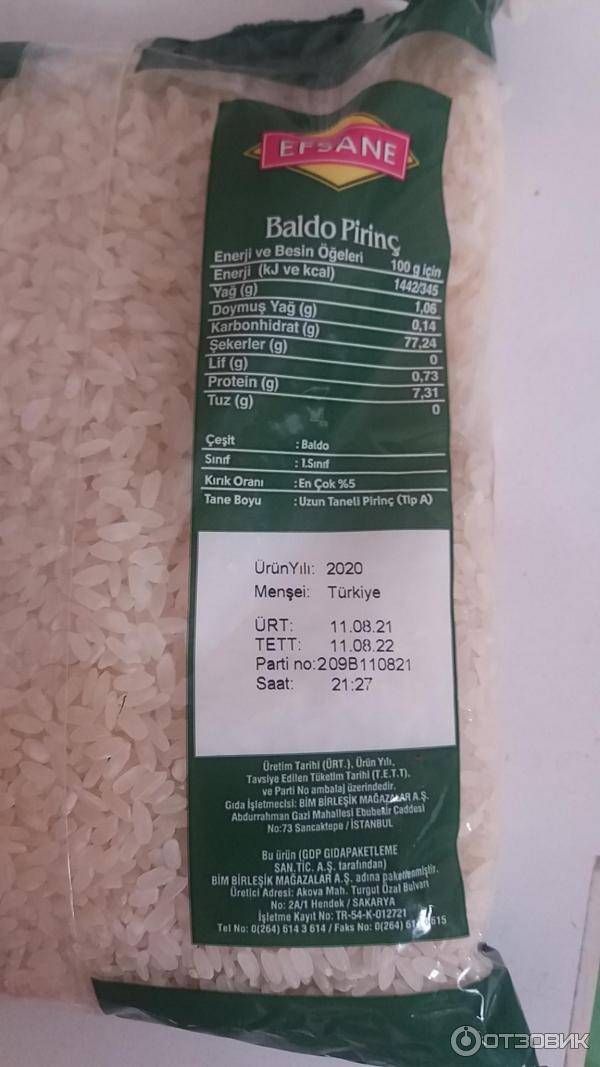 EFSANE
Baldo Pirinç
Enerji ve Besin Öğeleri 100 g için
Enerji (kJ ve kcal) 1442/345
Yağ (g) 1,06
Doymuş Yağ (g) 0,14
Karbonhidrat (g) 77,24
Şekerler (g) 0
Lif (g) 0,73
Protein (g) 7,31
Tuz (g) 0
Çeşit : Baldo
Sınıf : 1.Sınıf
Kırık Oranı : En Çok %5
Tane Boyu : Uzun Taneli Pirinç (Tip A)
ÜrünYılı: 2020
Menşei: Türkiye
ÜRT: 11.08.21
TETT: 11.08.22
Parti no:209B110821
Saat: 21:27
Üretim Tarihi (ÜRT.), Ürün Yılı,
Tavsiye Edilen Tüketim Tarihi (T.E.T.T),
ve Parti No ambalaj üzerindedir.
Gıda İşletmecisi: BİM BİRLEŞİK MAĞAZALAR A.Ş.
Abdurrahman Gazi Mahallesi Ebubekir Caddesi
No:73 Sancaktepe / İSTANBUL
Bu ürün (GDP GIDAPAKETLEME
SAN.TİC. A.Ş. tarafından)
BİM BİRLEŞİK MAĞAZALAR A.Ş. adına paketlenmiştir.
Üretici Adresi: Akova Mah. Turgut Özal Bulvarı
No: 2A/1 Hendek / SAKARYA
İşletme Kayıt No: TR-54-K-012721
Tel No: 0(264) 614 3 614 / Faks No: 0(264) 615
ОТЗОВИК